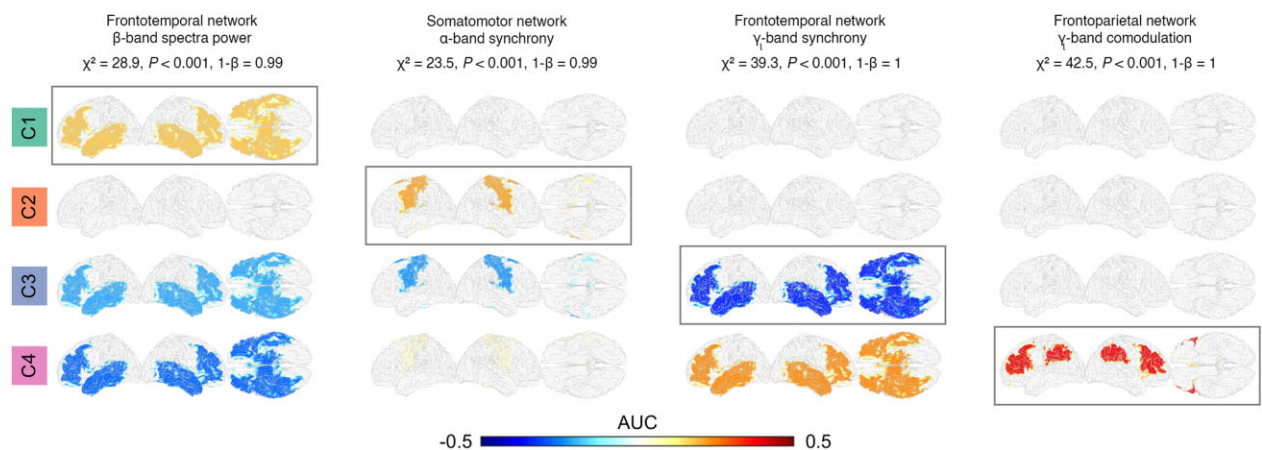 Frontotemporal network
β-band spectra power
χ² = 28.9, P < 0.001, 1-β = 0.99
Somatomotor network
α-band synchrony
χ² = 23.5, P < 0.001, 1-β = 0.99
Frontotemporal network
γl-band synchrony
χ² = 39.3, P < 0.001, 1-β = 1
Frontoparietal network
γl-band comodulation
χ² = 42.5, P < 0.001, 1-β = 1
C1
C2
C3
C4
AUC
-0.5 0.5